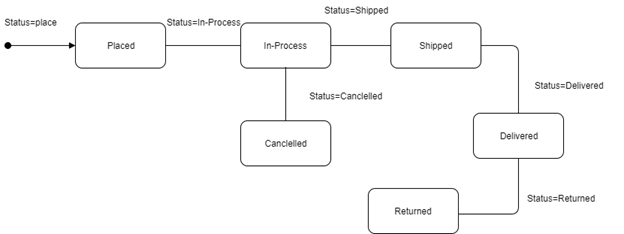 Status=Shipped
Status=place
Status=In-Process
Placed
In-Process
Shipped
Status=Delivered
Status=Canclelled
Delivered
Canclelled
Status=Returned
Returned